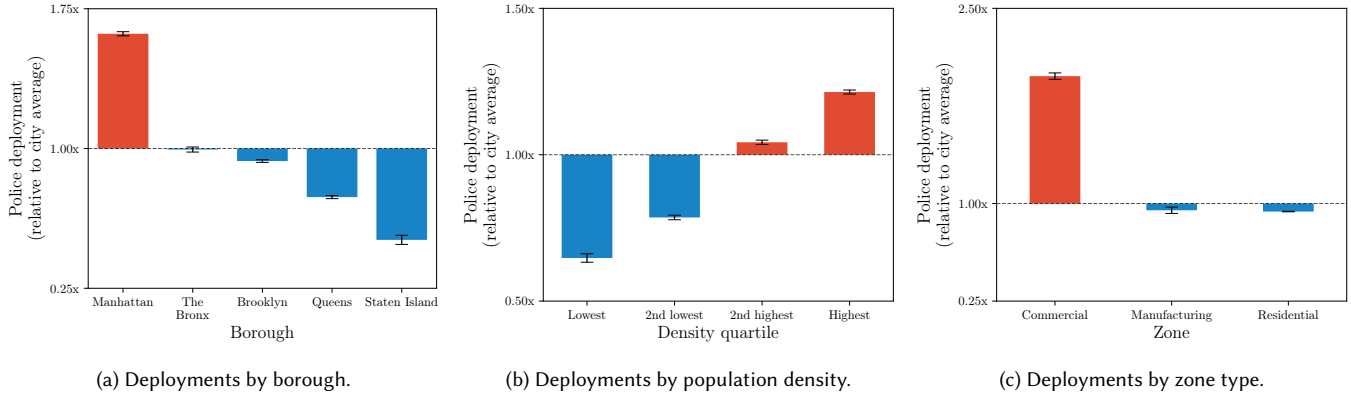 Police deployment
(relative to city average)
1.75x
1.00x
0.25x
Manhattan
The
Bronx
Brooklyn
Queens
Staten Island
Borough
(a) Deployments by borough.
Police deployment
(relative to city average)
1.50x
1.00x
0.50x
Lowest
2nd lowest
2nd highest
Highest
Density quartile
(b) Deployments by population density.
Police deployment
(relative to city average)
2.50x
1.00x
0.25x
Commercial
Manufacturing
Residential
Zone
(c) Deployments by zone type.